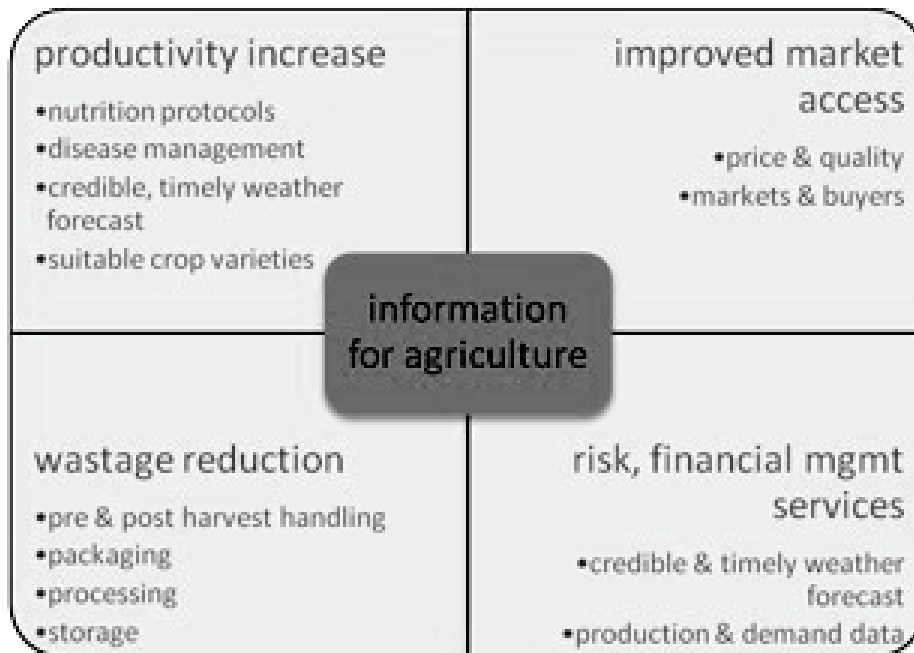 productivity increase
•nutrition protocols
•disease management
•credible, timely weather
forecast
•suitable crop varieties
improved market
access
•price & quality
•markets & buyers
information
for agriculture
wastage reduction
•pre & post harvest handling
•packaging
•processing
•storage
risk, financial mgmt
services
•credible & timely weather
forecast
•production & demand data